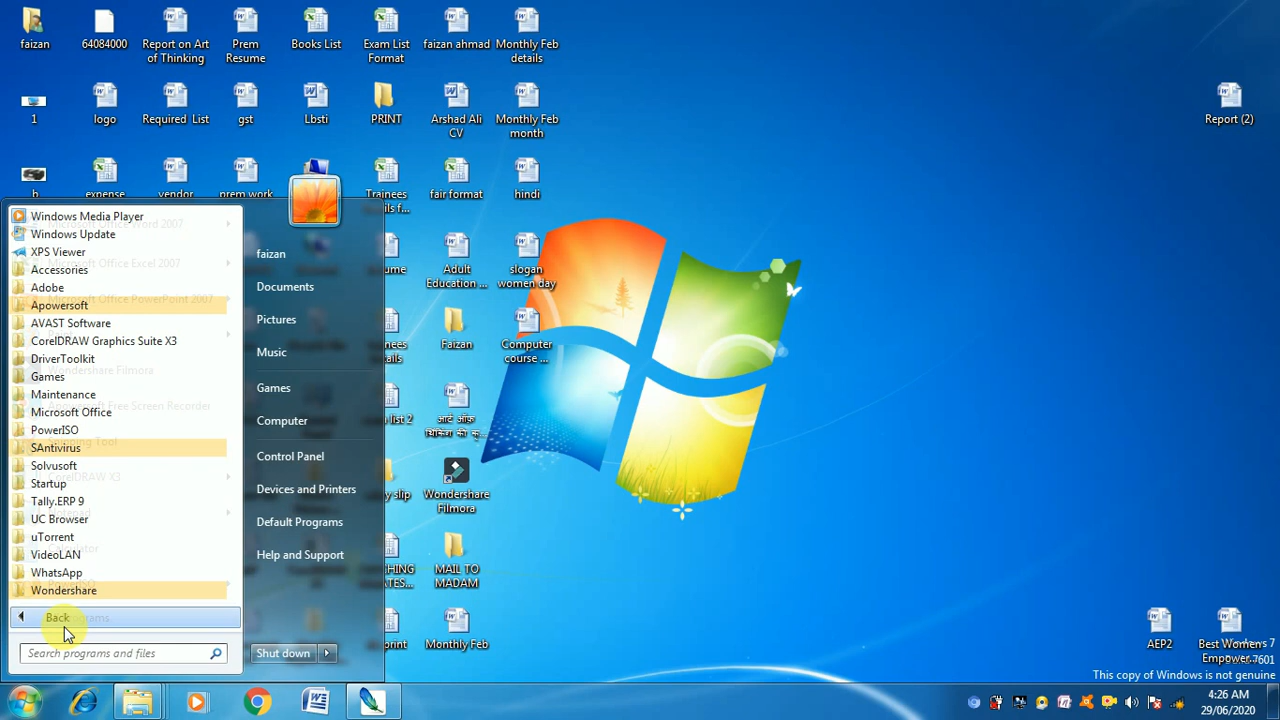 faizan
64084000
Report on Art
of Thinking
Prem
Resume
Books List
Exam List
Format
faizan ahmad
Monthly Feb
details
1
logo
Required List
gst
Lbsti
PRINT
Arshad Ali
CV
Monthly Feb
month
Report (2)
h
expense
vendor
prem work
Trainees
fair format
hindi
Windows Media Player
Windows Update
XPS Viewer
Accessories
Adobe
Apowersoft
AVAST Software
CorelDRAW Graphics Suite X3
DriverToolkit
Games
Maintenance
Microsoft Office
PowerISO
SAntivirus
Solvusoft
Startup
Tally.ERP 9
UC Browser
uTorrent
VideoLAN
WhatsApp
Wondershare
Back
Search programs and files
faizan
Documents
Pictures
Music
Games
Computer
Control Panel
Devices and Printers
Default Programs
Help and Support
Shut down
Adult
Education ...
slogan
women day
Faizan
Computer
course ...
list 2
आर्ट ऑफ़
slip
Wondershare
Filmora
MAIL TO
MADAM
print
Monthly Feb
AEP2
Best Womens
Empower...
Windows 7
7601
This copy of Windows is not genuine
4:26 AM
29/06/2020